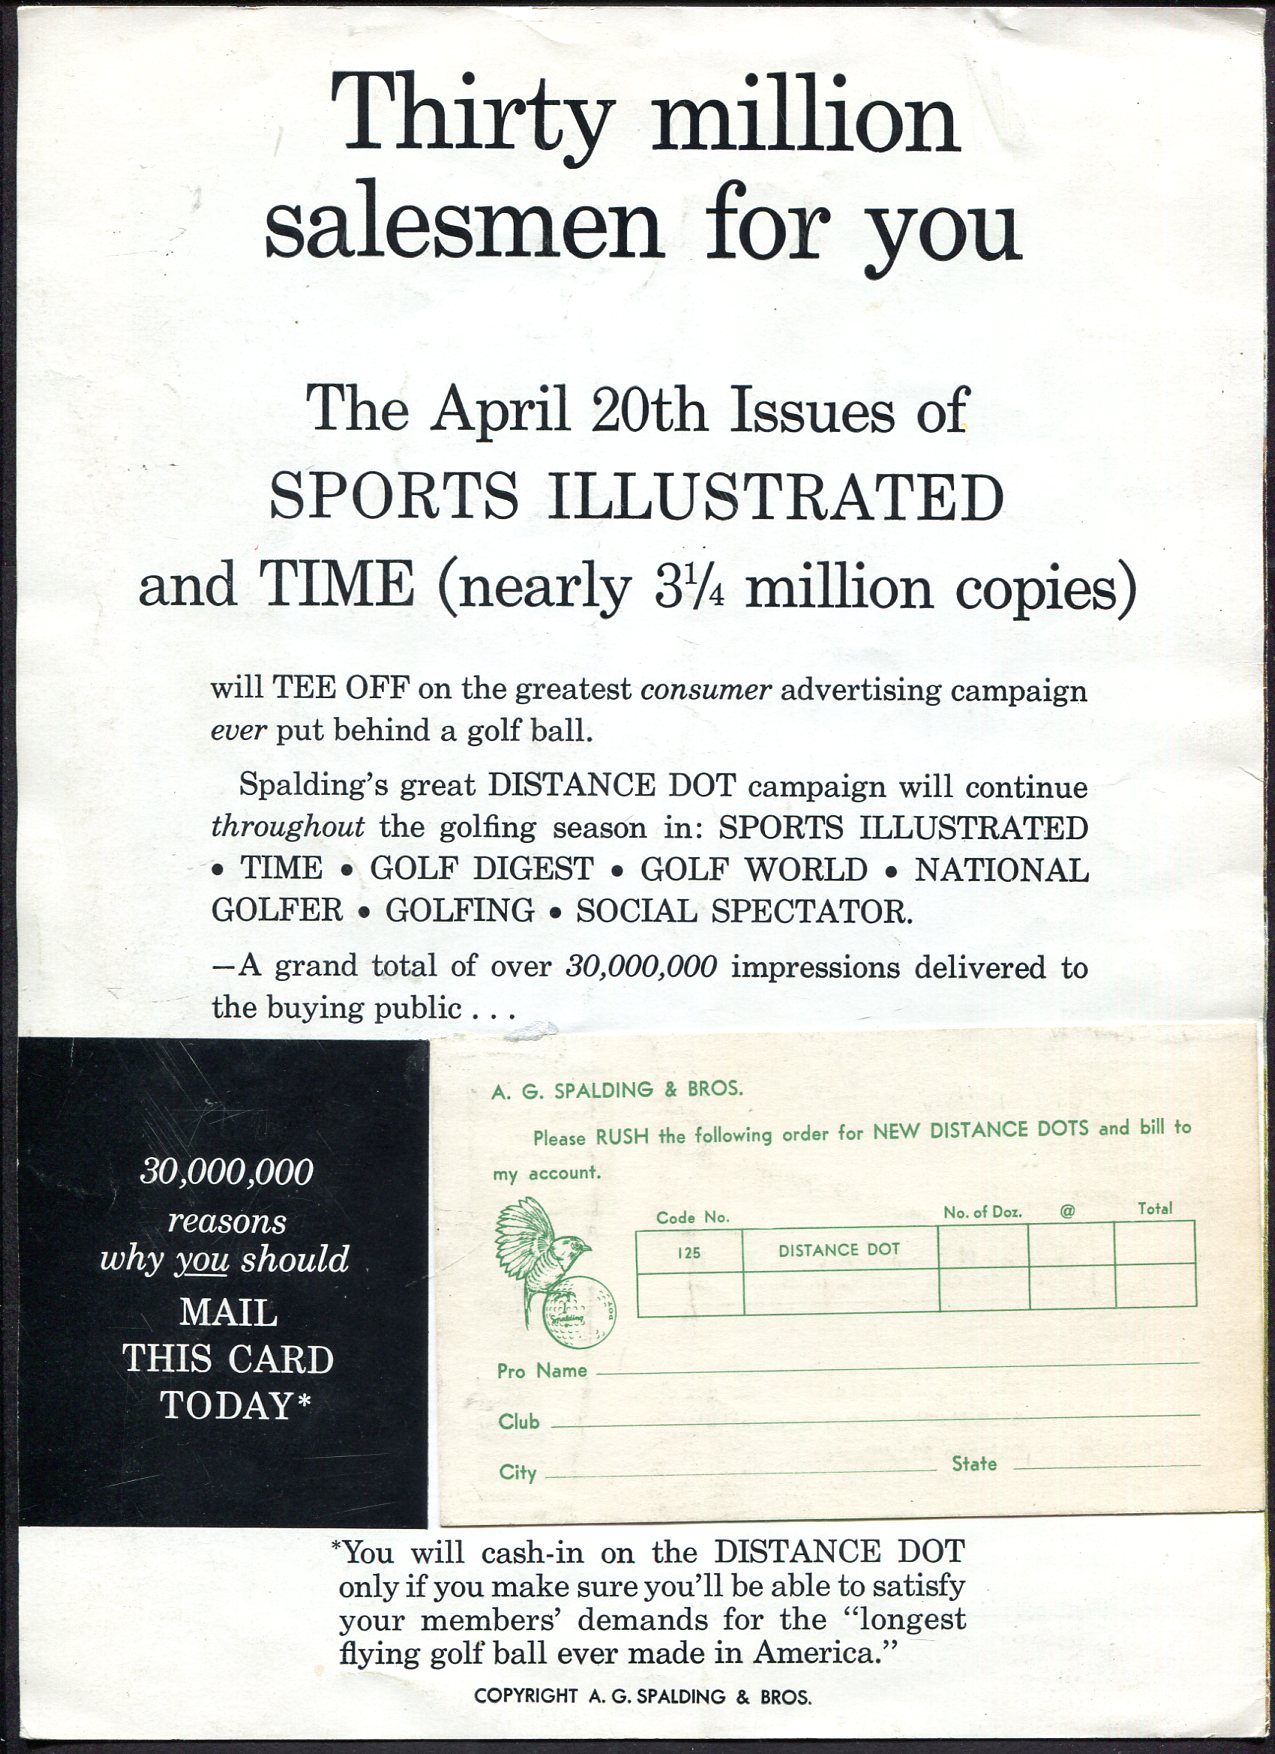 Thirty million
salesmen for you
The April 20th Issues of
SPORTS ILLUSTRATED
and TIME (nearly 3¼ million copies)
will TEE OFF on the greatest consumer advertising campaign
ever put behind a golf ball.
Spalding's great DISTANCE DOT campaign will continue
throughout the golfing season in: SPORTS ILLUSTRATED
• TIME • GOLF DIGEST • GOLF WORLD • NATIONAL
GOLFER • GOLFING • SOCIAL SPECTATOR.
—A grand total of over 30,000,000 impressions delivered to
the buying public . . .
30,000,000
reasons
why you should
MAIL
THIS CARD
TODAY*
A. G. SPALDING & BROS.
Please RUSH the following order for NEW DISTANCE DOTS and bill to
my account.
Code No. No. of Doz. @ Total
125 DISTANCE DOT
Spalding
DOT
Pro Name
Club
City State
*You will cash-in on the DISTANCE DOT
only if you make sure you'll be able to satisfy
your members' demands for the "longest
flying golf ball ever made in America."
COPYRIGHT A. G. SPALDING & BROS.